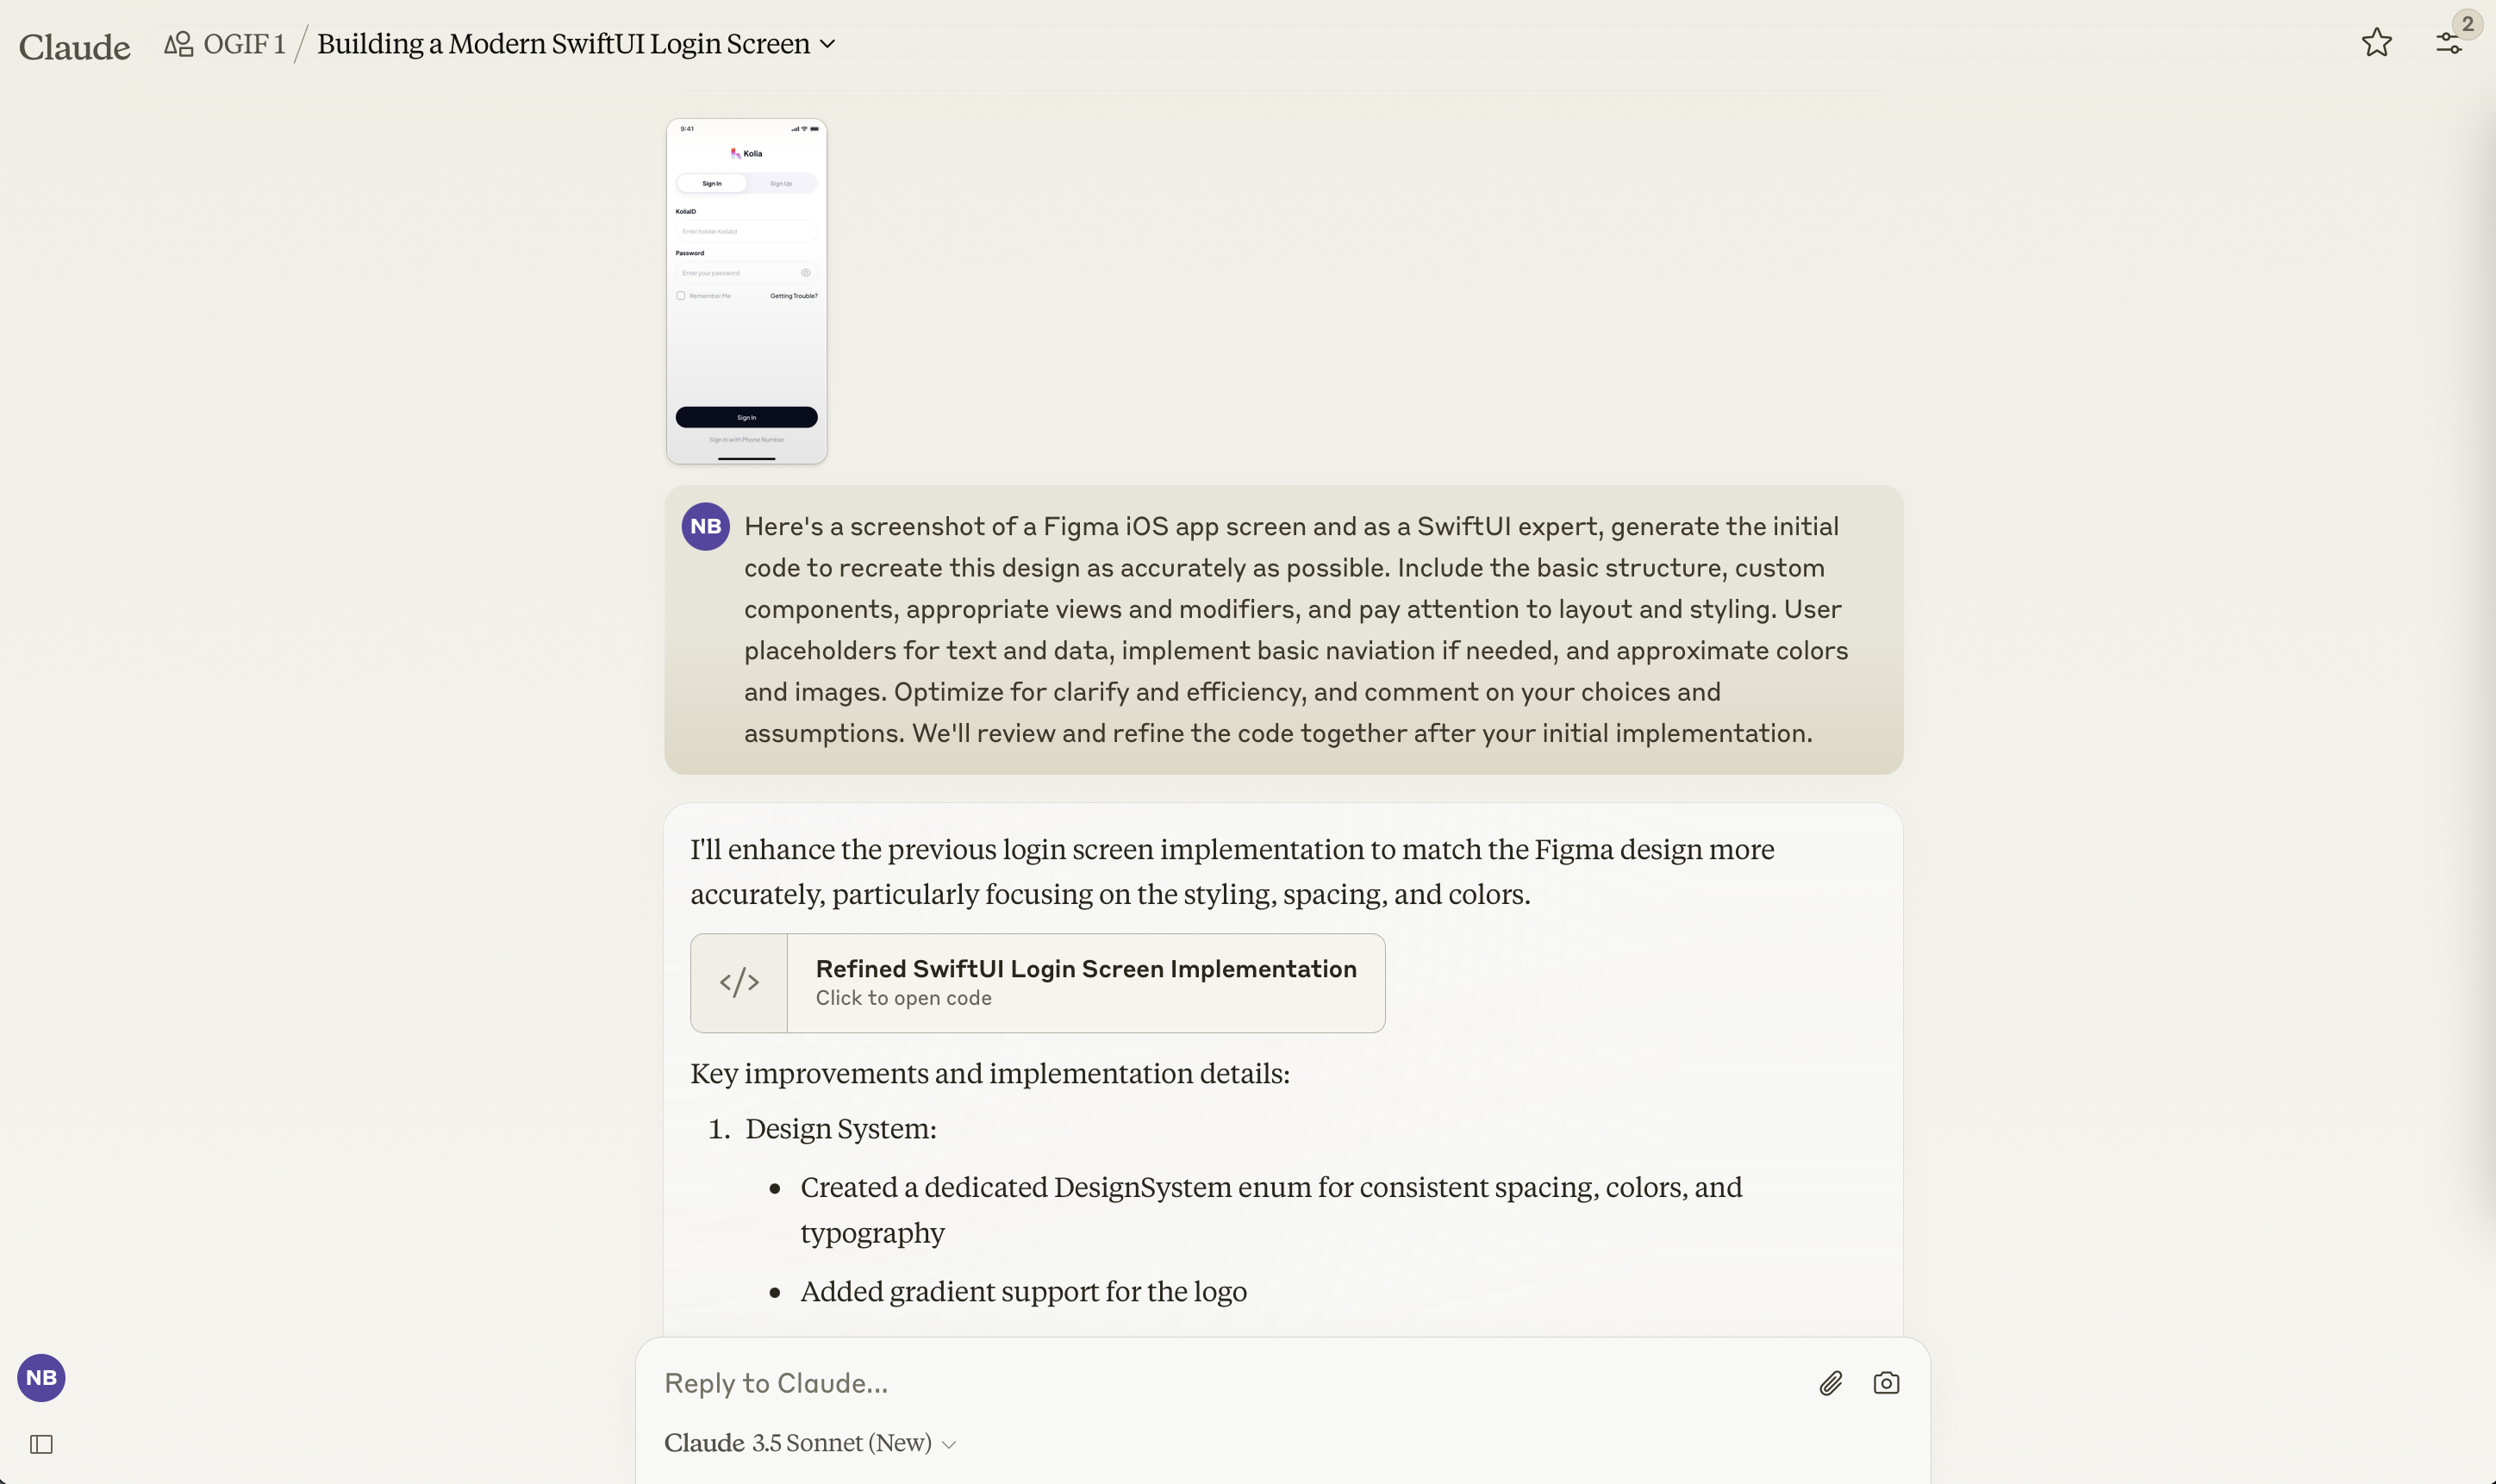 Claude
OGIF 1 / Building a Modern SwiftUI Login Screen
2
9:41
Kolia
Sign In
Sign Up
KoliaID
Enter holder KoliaId
Password
Enter your password
Remember Me
Getting Trouble?
Sign In
Sign In with Phone Number
NB
Here's a screenshot of a Figma iOS app screen and as a SwiftUI expert, generate the initial
code to recreate this design as accurately as possible. Include the basic structure, custom
components, appropriate views and modifiers, and pay attention to layout and styling. User
placeholders for text and data, implement basic naviation if needed, and approximate colors
and images. Optimize for clarify and efficiency, and comment on your choices and
assumptions. We'll review and refine the code together after your initial implementation.
I'll enhance the previous login screen implementation to match the Figma design more
accurately, particularly focusing on the styling, spacing, and colors.
</>
Refined SwiftUI Login Screen Implementation
Click to open code
Key improvements and implementation details:
1. Design System:
• Created a dedicated DesignSystem enum for consistent spacing, colors, and
typography
• Added gradient support for the logo
NB
Reply to Claude...
Claude 3.5 Sonnet (New)